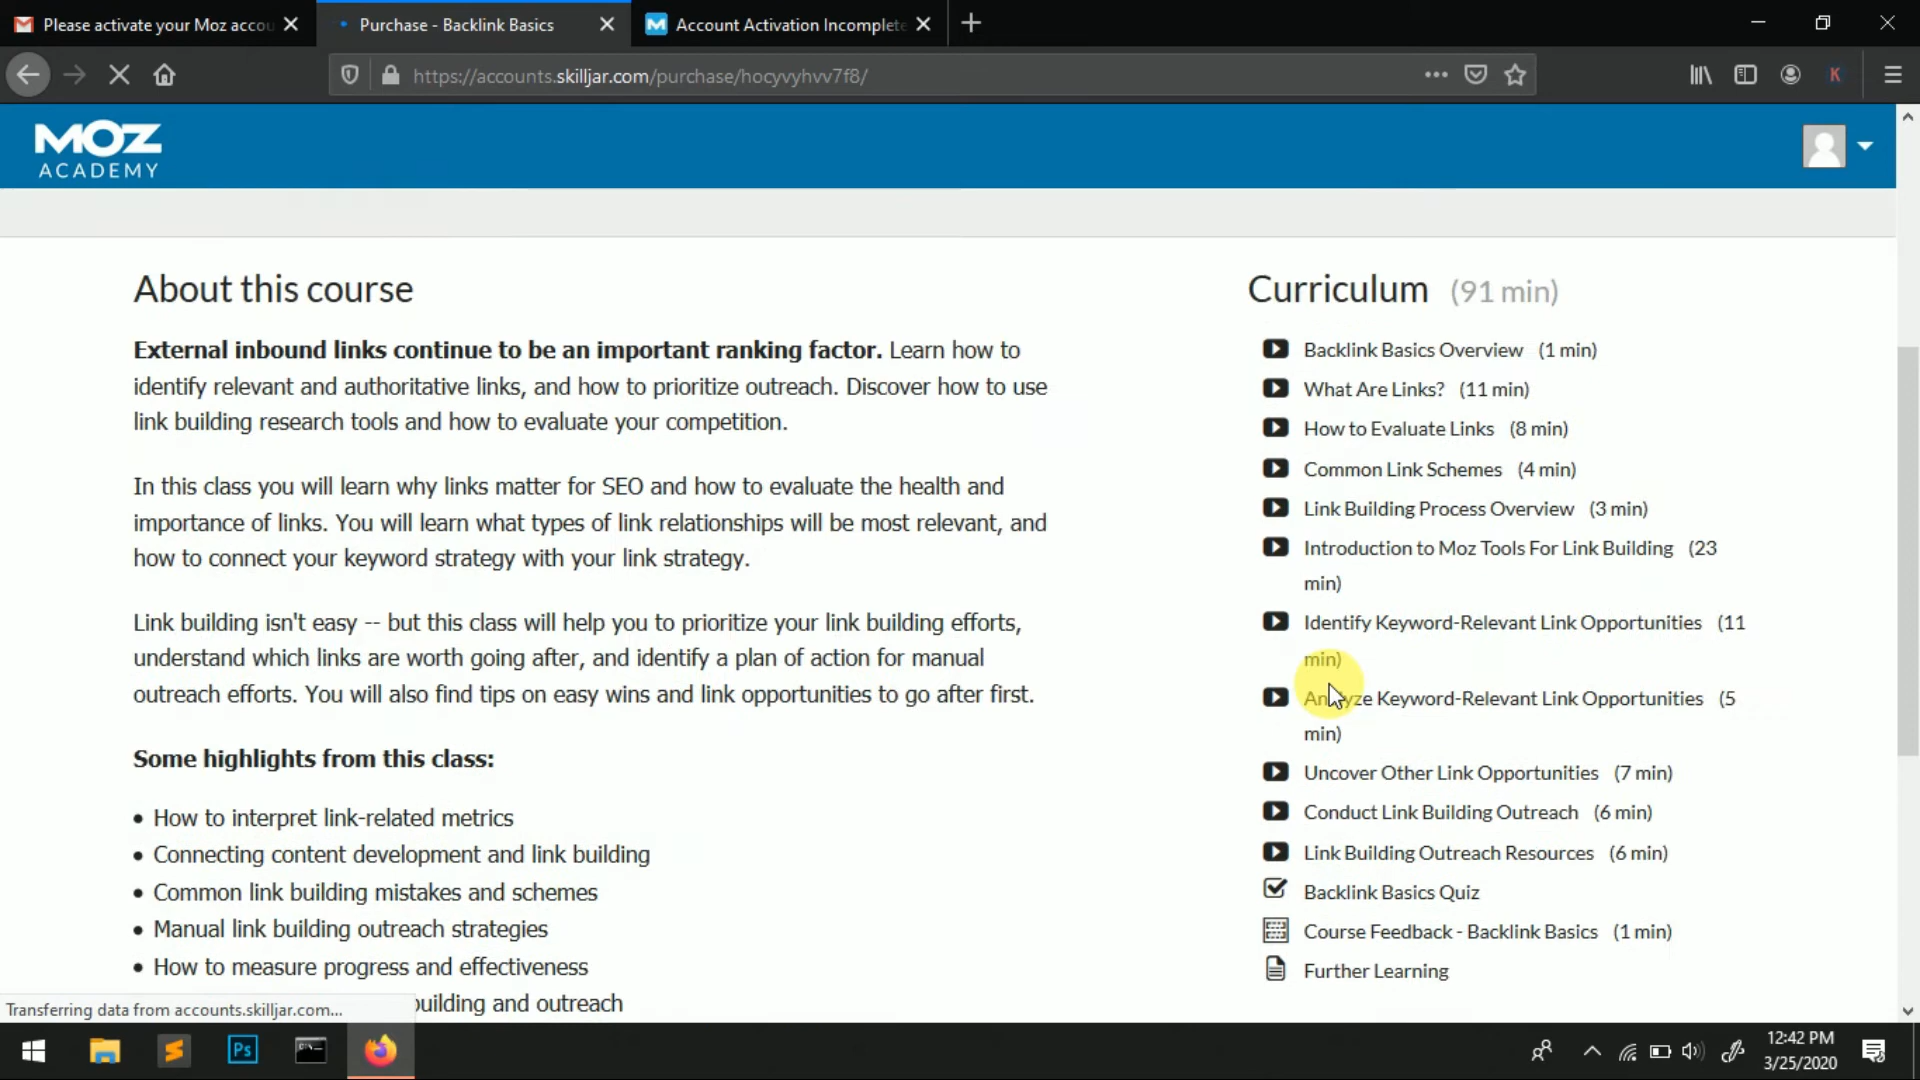 Please activate your Moz accou
Purchase - Backlink Basics
Account Activation Incomplete
https://accounts.skilljar.com/purchase/hocyvyhvv7f8/
K
MOZ
ACADEMY
About this course
External inbound links continue to be an important ranking factor. Learn how to
identify relevant and authoritative links, and how to prioritize outreach. Discover how to use
link building research tools and how to evaluate your competition.
In this class you will learn why links matter for SEO and how to evaluate the health and
importance of links. You will learn what types of link relationships will be most relevant, and
how to connect your keyword strategy with your link strategy.
Link building isn't easy -- but this class will help you to prioritize your link building efforts,
understand which links are worth going after, and identify a plan of action for manual
outreach efforts. You will also find tips on easy wins and link opportunities to go after first.
Some highlights from this class:
• How to interpret link-related metrics
• Connecting content development and link building
• Common link building mistakes and schemes
• Manual link building outreach strategies
• How to measure progress and effectiveness
building and outreach
Curriculum (91 min)
Backlink Basics Overview (1 min)
What Are Links? (11 min)
How to Evaluate Links (8 min)
Common Link Schemes (4 min)
Link Building Process Overview (3 min)
Introduction to Moz Tools For Link Building (23
min)
Identify Keyword-Relevant Link Opportunities (11
min)
Analyze Keyword-Relevant Link Opportunities (5
min)
Uncover Other Link Opportunities (7 min)
Conduct Link Building Outreach (6 min)
Link Building Outreach Resources (6 min)
Backlink Basics Quiz
Course Feedback - Backlink Basics (1 min)
Further Learning
Transferring data from accounts.skilljar.com...
Ps
12:42 PM
3/25/2020